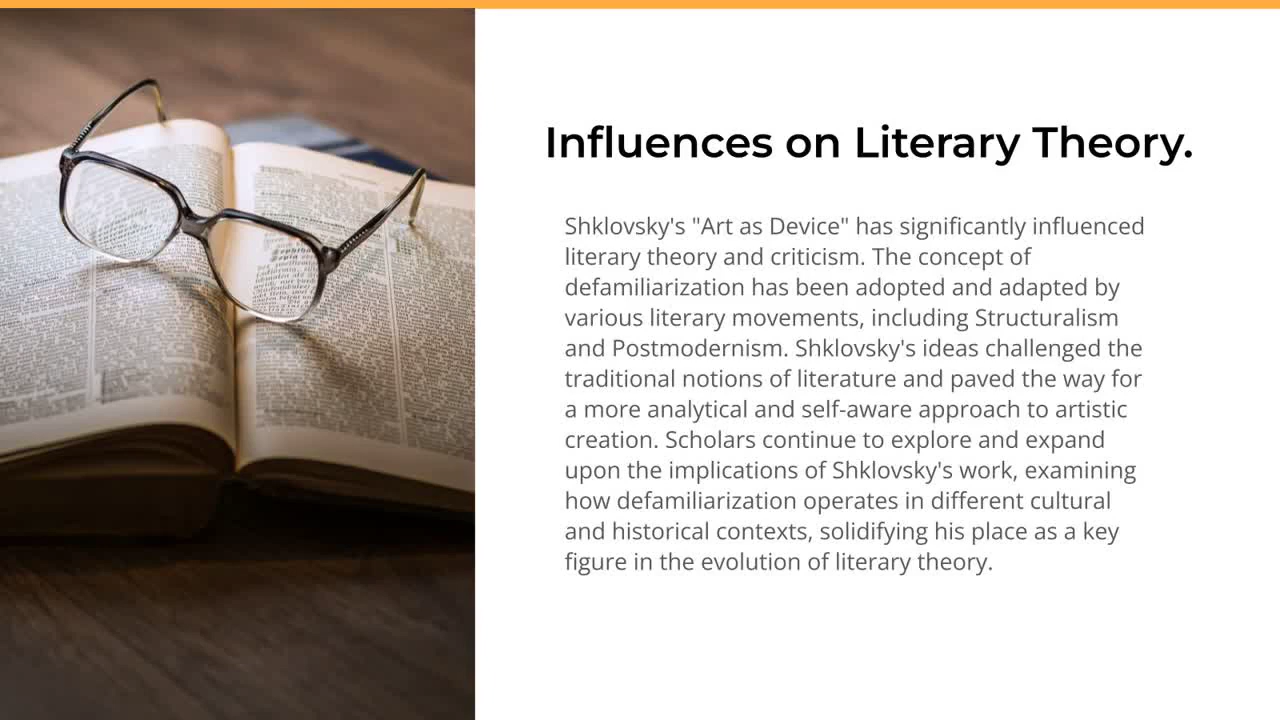 Influences on Literary Theory.
Shklovsky's "Art as Device" has significantly influenced
literary theory and criticism. The concept of
defamiliarization has been adopted and adapted by
various literary movements, including Structuralism
and Postmodernism. Shklovsky's ideas challenged the
traditional notions of literature and paved the way for
a more analytical and self-aware approach to artistic
creation. Scholars continue to explore and expand
upon the implications of Shklovsky's work, examining
how defamiliarization operates in different cultural
and historical contexts, solidifying his place as a key
figure in the evolution of literary theory.